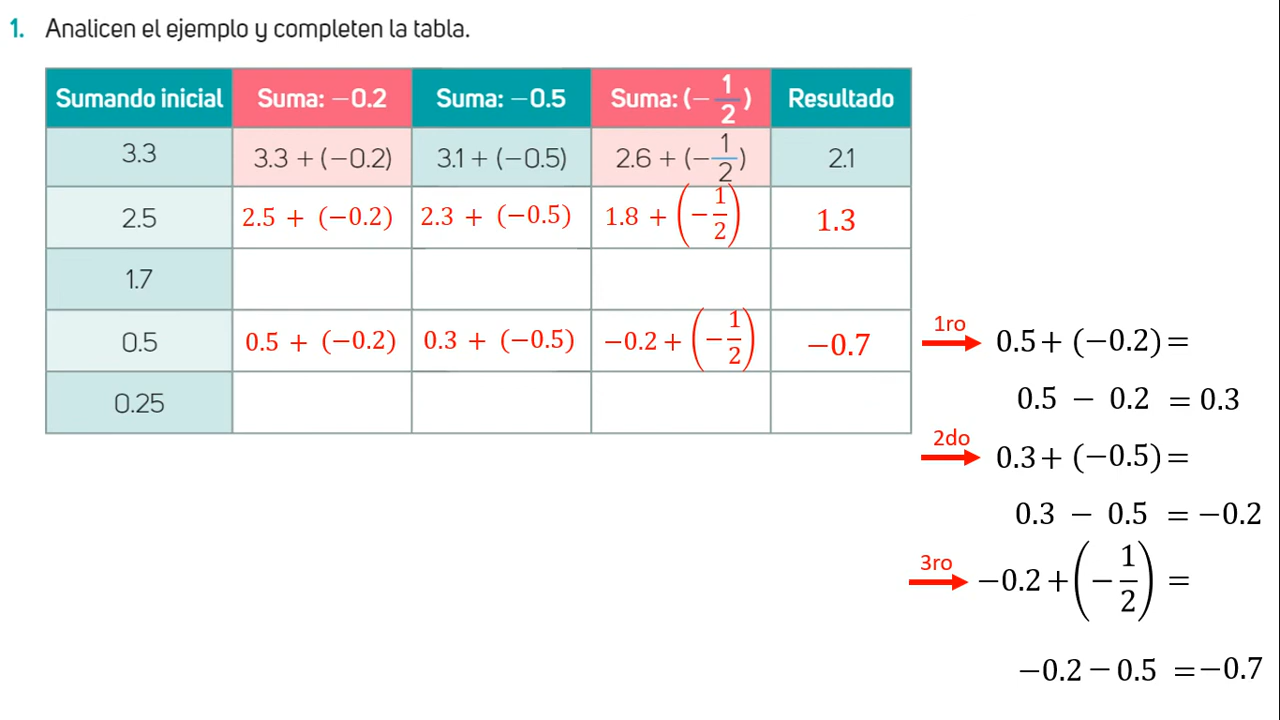 1. Analicen el ejemplo y completen la tabla.
Sumando inicial Suma: −0.2 Suma: −0.5 Suma: (−1/2) Resultado
3.3 3.3 + (−0.2) 3.1 + (−0.5) 2.6 + (−1/2) 2.1
2.5 2.5 + (−0.2) 2.3 + (−0.5) 1.8 + (−1/2) 1.3
1.7
0.5 0.5 + (−0.2) 0.3 + (−0.5) −0.2 + (−1/2) −0.7
0.25
1ro 0.5 + (−0.2) =
0.5 − 0.2 = 0.3
2do 0.3 + (−0.5) =
0.3 − 0.5 = −0.2
3ro −0.2 + (−1/2) =
−0.2 − 0.5 = −0.7